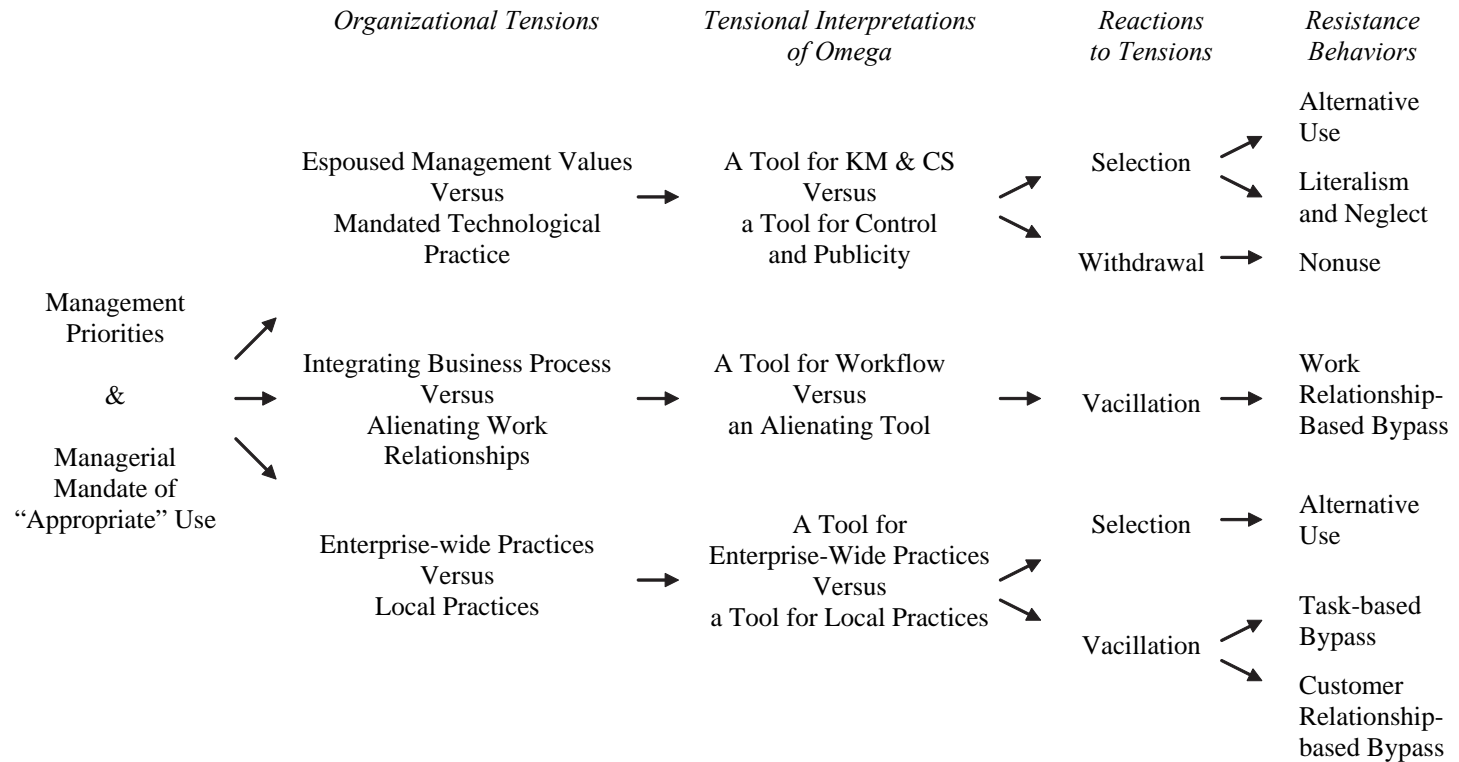 Organizational Tensions
Tensional Interpretations
of Omega
Reactions
to Tensions
Resistance
Behaviors
Management
Priorities
&
Managerial
Mandate of
“Appropriate” Use
Espoused Management Values
Versus
Mandated Technological
Practice
A Tool for KM & CS
Versus
a Tool for Control
and Publicity
Selection
Alternative
Use
Literalism
and Neglect
Withdrawal
Nonuse
Integrating Business Process
Versus
Alienating Work
Relationships
A Tool for Workflow
Versus
an Alienating Tool
Vacillation
Work
Relationship-
Based Bypass
Enterprise-wide Practices
Versus
Local Practices
A Tool for
Enterprise-Wide Practices
Versus
a Tool for Local Practices
Selection
Alternative
Use
Vacillation
Task-based
Bypass
Customer
Relationship-
based Bypass